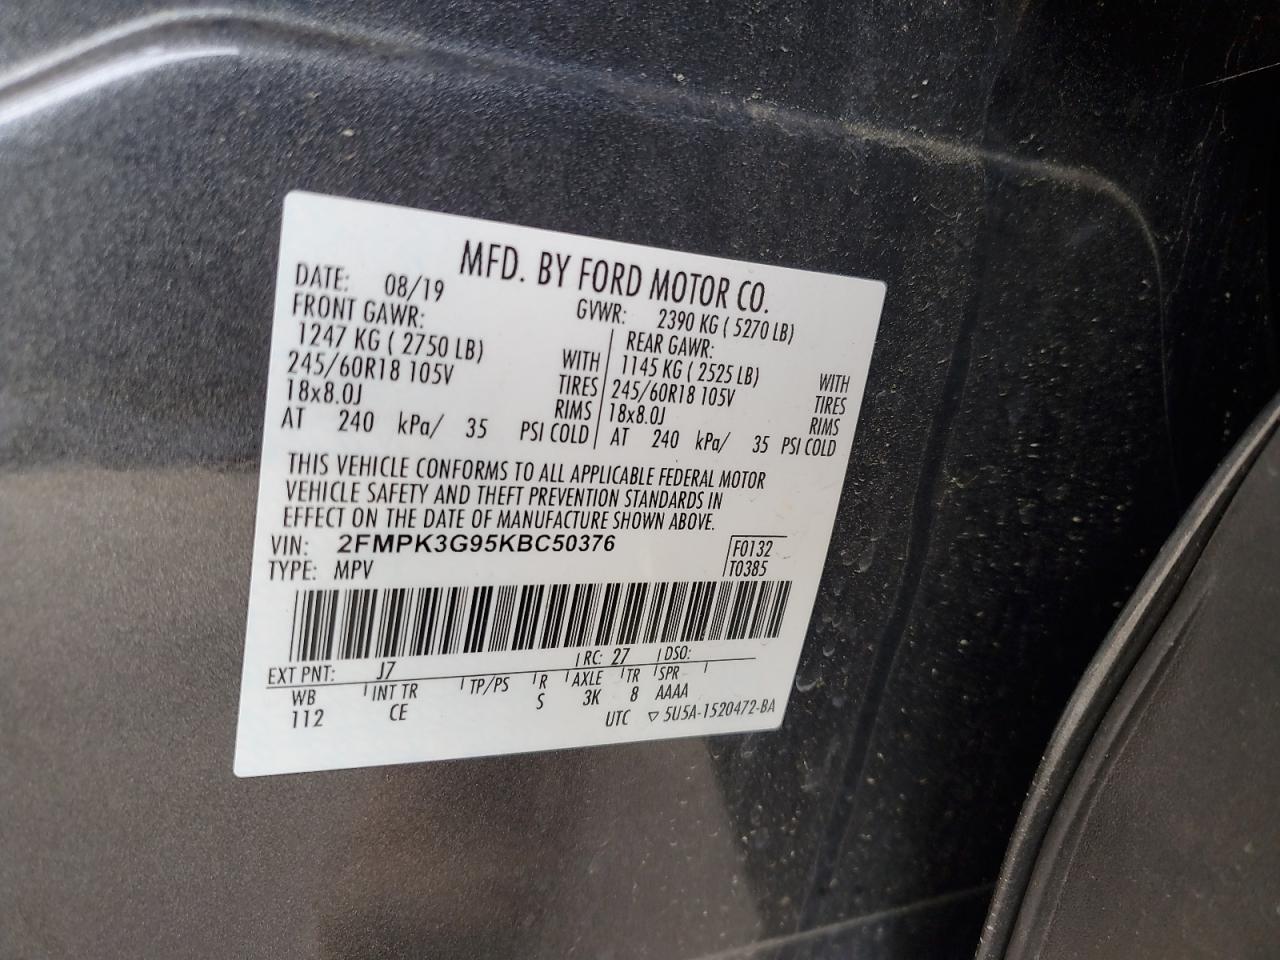 MFD. BY FORD MOTOR CO.
DATE: 08/19 GVWR: 2390 KG ( 5270 LB)
FRONT GAWR: REAR GAWR:
1247 KG ( 2750 LB) WITH 1145 KG ( 2525 LB) WITH
245/60R18 105V TIRES 245/60R18 105V TIRES
18x8.0J RIMS 18x8.0J RIMS
AT 240 kPa/ 35 PSI COLD AT 240 kPa/ 35 PSI COLD
THIS VEHICLE CONFORMS TO ALL APPLICABLE FEDERAL MOTOR
VEHICLE SAFETY AND THEFT PREVENTION STANDARDS IN
EFFECT ON THE DATE OF MANUFACTURE SHOWN ABOVE.
VIN: 2FMPK3G95KBC50376 F0132
TYPE: MPV T0385
EXT PNT: J7 RC: 27 DSO:
WB INT TR TP/PS R AXLE TR SPR
112 CE S 3K 8 AAAA
UTC ▽ 5U5A-1520472-BA